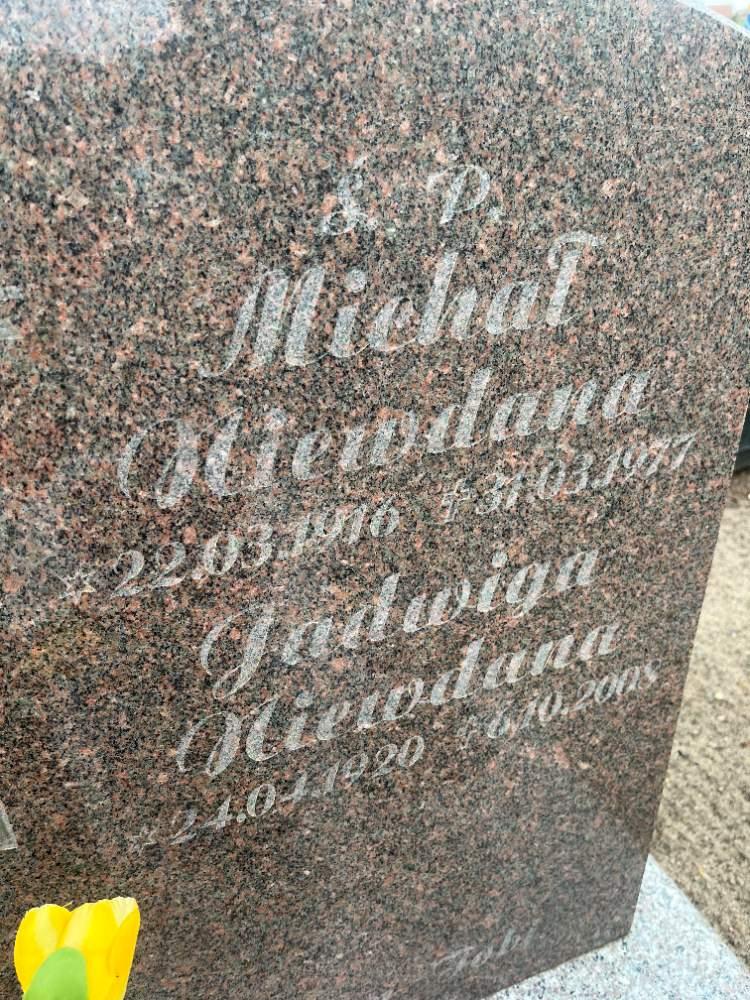 Ś. P.
Michał
Niewdana
22.03.1916 31.03.1977
Jadwiga
Niewdana
24.04.1920 6.10.2008